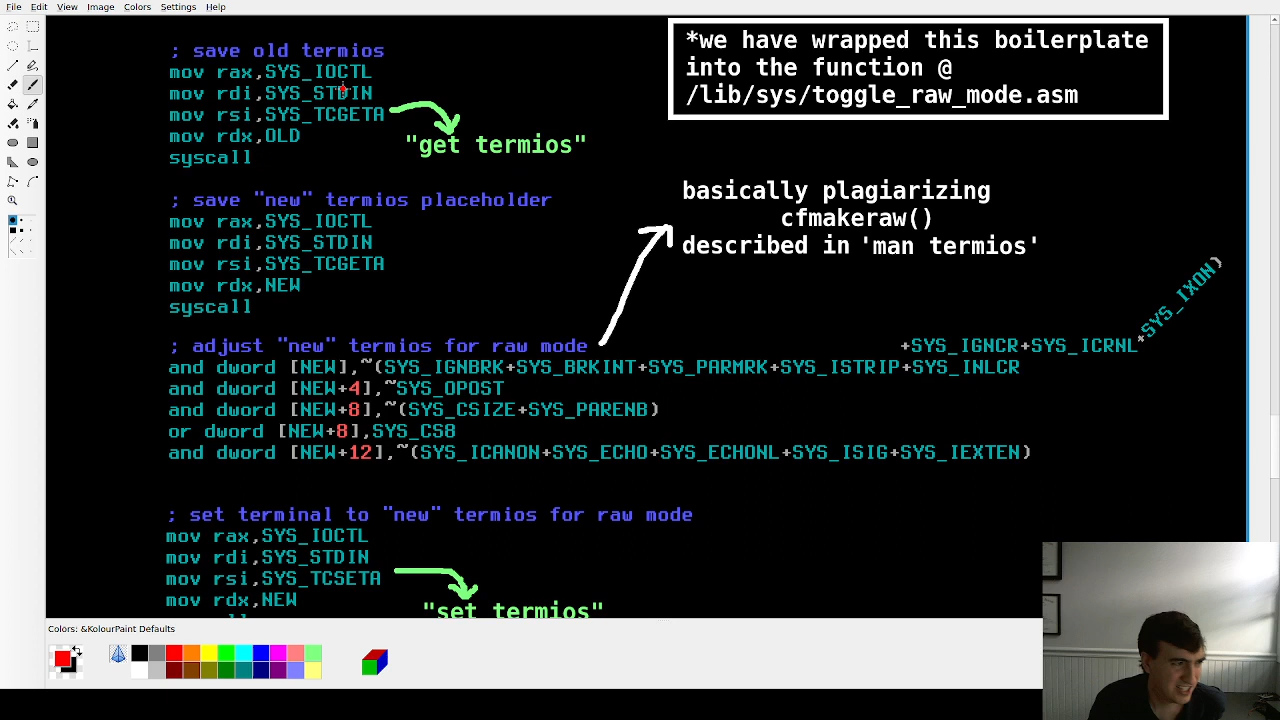 File Edit View Image Colors Settings Help
; save old termios
mov rax,SYS_IOCTL
mov rdi,SYS_STDIN
mov rsi,SYS_TCGETA
mov rdx,OLD
syscall
"get termios"
*we have wrapped this boilerplate
into the function @
/lib/sys/toggle_raw_mode.asm
; save "new" termios placeholder
mov rax,SYS_IOCTL
mov rdi,SYS_STDIN
mov rsi,SYS_TCGETA
mov rdx,NEW
syscall
basically plagiarizing
cfmakeraw()
described in 'man termios'
; adjust "new" termios for raw mode
+SYS_IGNCR+SYS_ICRNL
+SYS_IXON)
and dword [NEW],~(SYS_IGNBRK+SYS_BRKINT+SYS_PARMRK+SYS_ISTRIP+SYS_INLCR
and dword [NEW+4],~SYS_OPOST
and dword [NEW+8],~(SYS_CSIZE+SYS_PARENB)
or dword [NEW+8],SYS_CS8
and dword [NEW+12],~(SYS_ICANON+SYS_ECHO+SYS_ECHONL+SYS_ISIG+SYS_IEXTEN)
; set terminal to "new" termios for raw mode
mov rax,SYS_IOCTL
mov rdi,SYS_STDIN
mov rsi,SYS_TCSETA
mov rdx,NEW
"set termios"
Colors: &KolourPaint Defaults